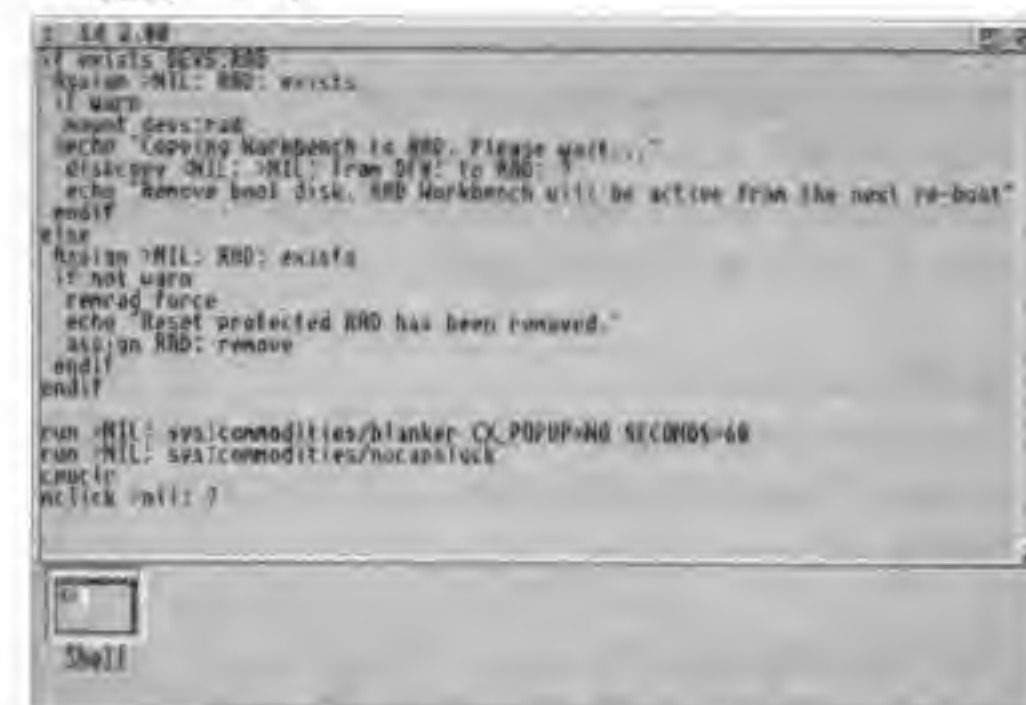 Ed 2.00
if exists DEVS:RAD
Assign >NIL: RAD: exists
if warn
mount devs:rad
echo "Copying Workbench to RAD. Please wait..."
diskcopy <NIL: >NIL: from DF0: to RAD: ?
echo "Remove boot disk. RAD Workbench will be active from the next re-boot"
endif
else
Assign >NIL: RAD: exists
if not warn
remrad force
echo "Reset protected RAD has been removed."
assign RAD: remove
endif
endif
run >NIL: sys:commodities/blanker CX_POPUP=NO SECONDS=60
run >NIL: sys:commodities/nocapslock
nclick >nil: ?
Shell